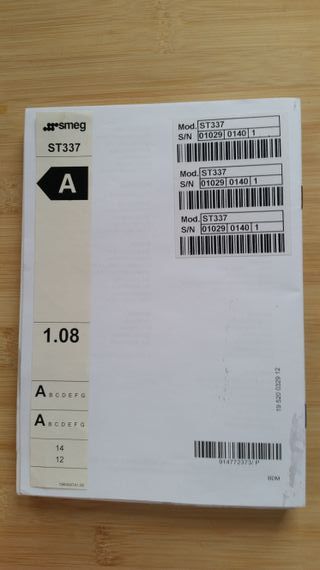 smeg
ST337
A
1.08
A B C D E F G
A B C D E F G
14
12
Mod. ST337
S/N 01029 0140 1
Mod. ST337
S/N 01029 0140 1
Mod. ST337
S/N 01029 0140 1
19 520 0329 12
914772373/ P
BDM